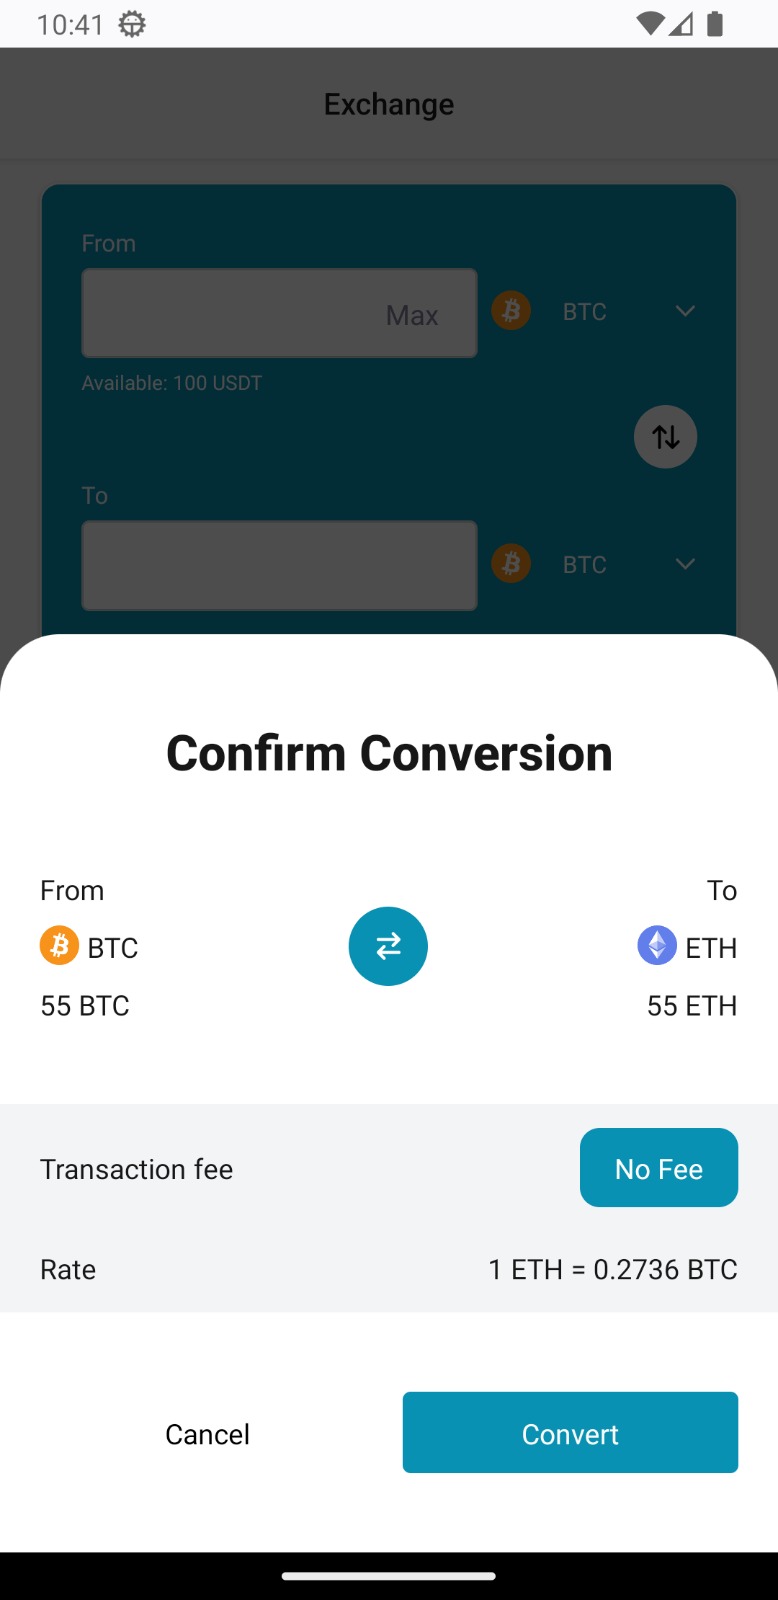 10:41
Exchange
From
Max
BTC
Available: 100 USDT
To
BTC
Confirm Conversion
From
To
BTC
ETH
55 BTC
55 ETH
Transaction fee
No Fee
Rate
1 ETH = 0.2736 BTC
Cancel
Convert